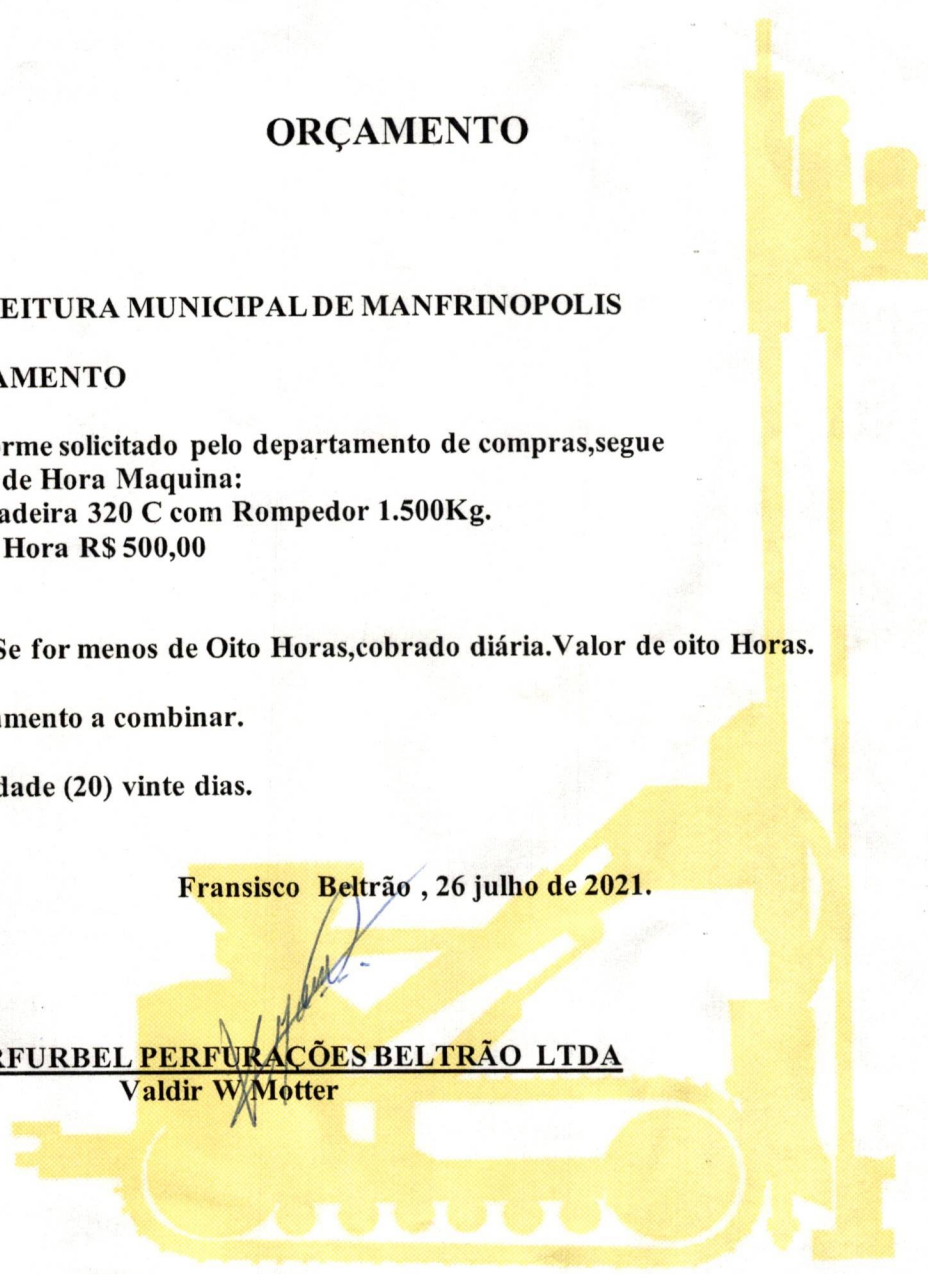 ORÇAMENTO
EITURA MUNICIPAL DE MANFRINOPOLIS
AMENTO
rme solicitado pelo departamento de compras,segue
de Hora Maquina:
adeira 320 C com Rompedor 1.500Kg.
Hora R$ 500,00
Se for menos de Oito Horas,cobrado diária.Valor de oito Horas.
mento a combinar.
dade (20) vinte dias.
Fransisco Beltrão , 26 julho de 2021.
RFURBEL PERFURAÇÕES BELTRÃO LTDA
Valdir W Motter